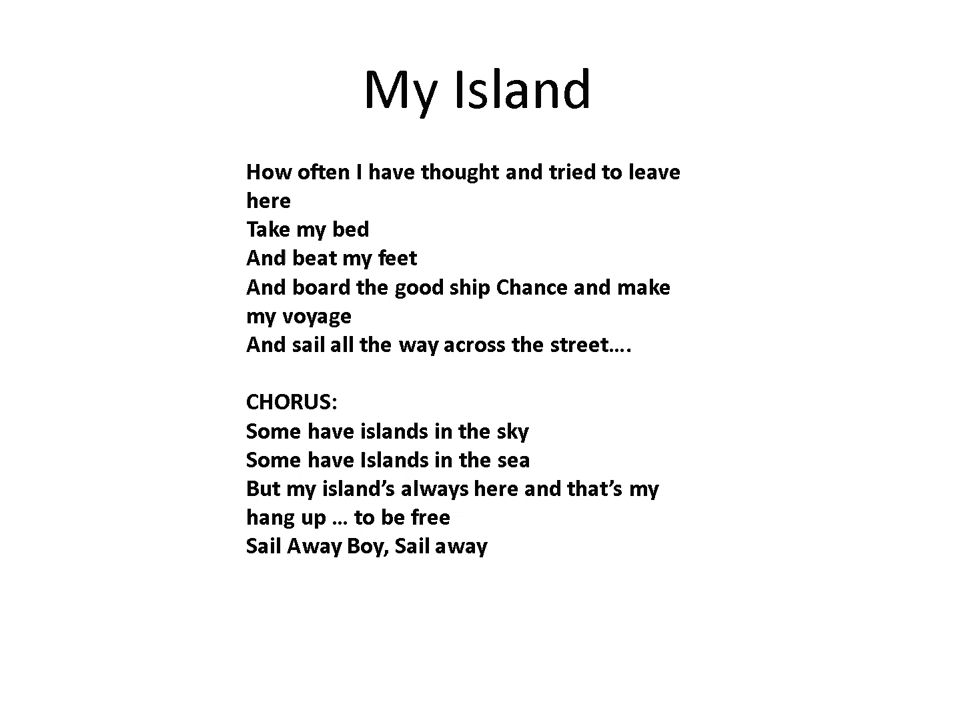 My Island
How often I have thought and tried to leave
here
Take my bed
And beat my feet
And board the good ship Chance and make
my voyage
And sail all the way across the street….
CHORUS:
Some have islands in the sky
Some have Islands in the sea
But my island’s always here and that’s my
hang up … to be free
Sail Away Boy, Sail away